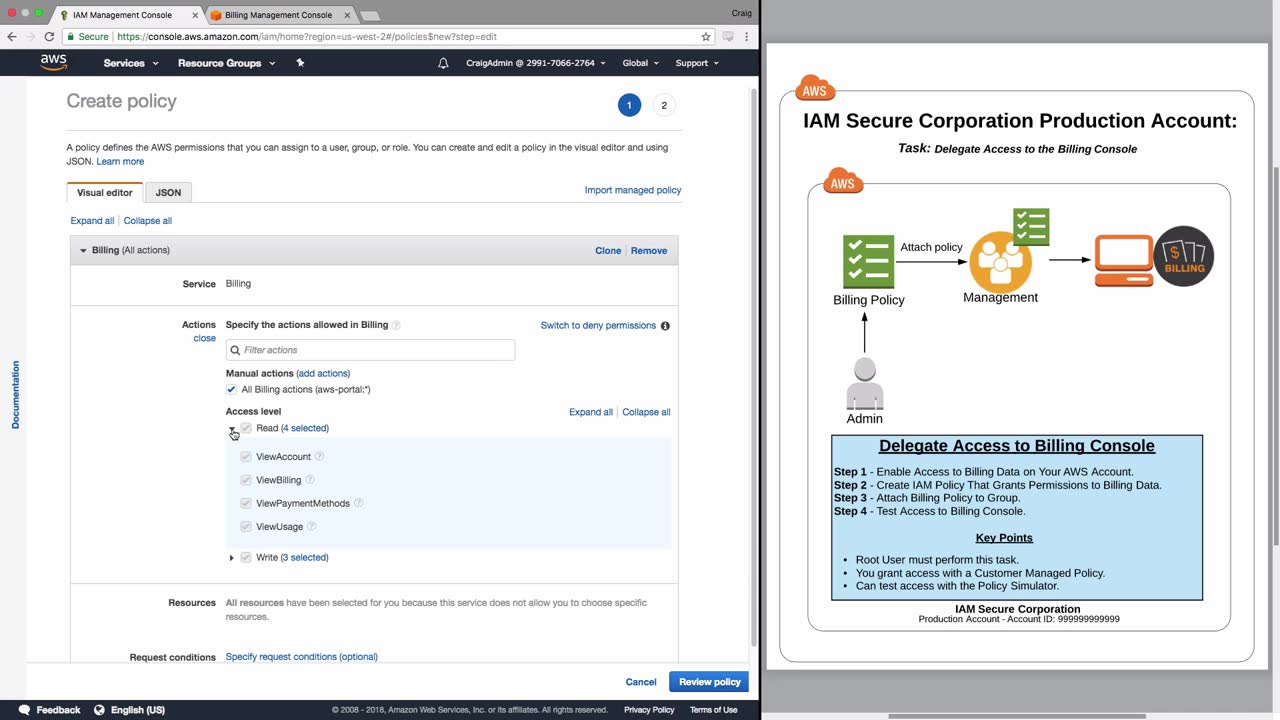 IAM Management Console
Billing Management Console
Craig
Secure
https://console.aws.amazon.com/iam/home?region=us-west-2#/policies$new?step=edit
aws
Services
Resource Groups
CraigAdmin @ 2991-7066-2764
Global
Support
Create policy
1
2
A policy defines the AWS permissions that you can assign to a user, group, or role. You can create and edit a policy in the visual editor and using
JSON. Learn more
Visual editor
JSON
Import managed policy
Expand all
Collapse all
Billing (All actions)
Clone
Remove
Service
Billing
Actions
close
Specify the actions allowed in Billing
Switch to deny permissions
Filter actions
Manual actions (add actions)
All Billing actions (aws-portal:*)
Access level
Expand all
Collapse all
Read (4 selected)
ViewAccount
ViewBilling
ViewPaymentMethods
ViewUsage
Write (3 selected)
Resources
All resources have been selected for you because this service does not allow you to choose specific
resources.
Request conditions
Specify request conditions (optional)
Documentation
Cancel
Review policy
Feedback
English (US)
© 2008 - 2018, Amazon Web Services, Inc. or its affiliates. All rights reserved.
Privacy Policy
Terms of Use
AWS
IAM Secure Corporation Production Account:
Task: Delegate Access to the Billing Console
AWS
Attach policy
BILLING
Billing Policy
Management
Admin
Delegate Access to Billing Console
Step 1 - Enable Access to Billing Data on Your AWS Account.
Step 2 - Create IAM Policy That Grants Permissions to Billing Data.
Step 3 - Attach Billing Policy to Group.
Step 4 - Test Access to Billing Console.
Key Points
• Root User must perform this task.
• You grant access with a Customer Managed Policy.
• Can test access with the Policy Simulator.
IAM Secure Corporation
Production Account - Account ID: 999999999999